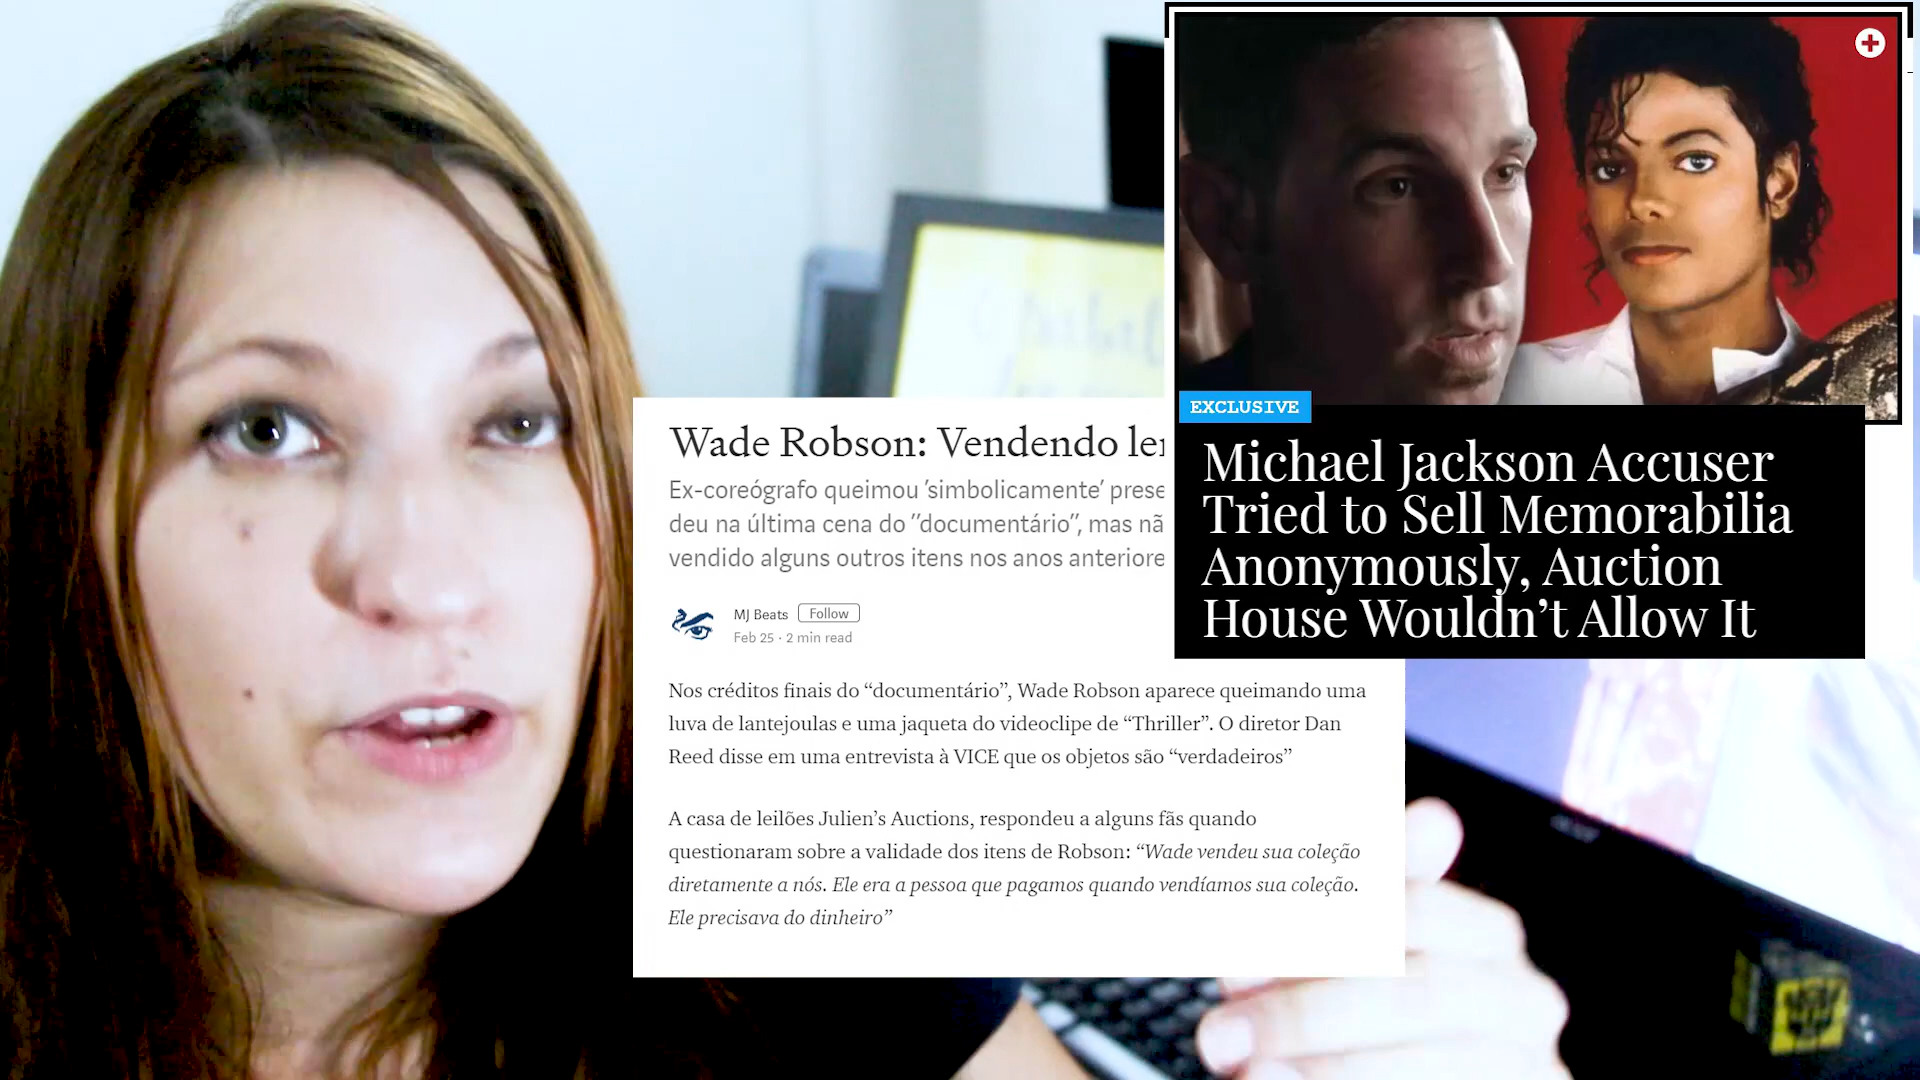 EXCLUSIVE
Michael Jackson Accuser
Tried to Sell Memorabilia
Anonymously, Auction
House Wouldn’t Allow It
Wade Robson: Vendendo
Ex-coreógrafo queimou ‘simbolicamente’
deu na última cena do ”documentário”, mas
vendido alguns outros itens nos anos
MJ Beats Follow
Feb 25 · 2 min read
Nos créditos finais do “documentário”, Wade Robson aparece queimando uma
luva de lantejoulas e uma jaqueta do videoclipe de “Thriller”. O diretor Dan
Reed disse em uma entrevista à VICE que os objetos são “verdadeiros”
A casa de leilões Julien’s Auctions, respondeu a alguns fãs quando
questionaram sobre a validade dos itens de Robson: “Wade vendeu sua coleção
diretamente a nós. Ele era a pessoa que pagamos quando vendíamos sua coleção.
Ele precisava do dinheiro”